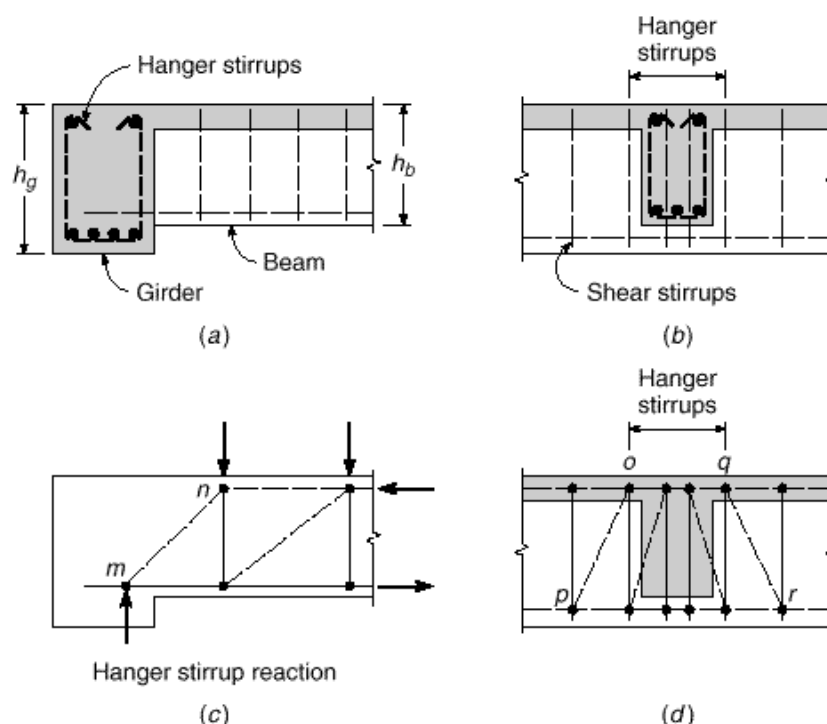 Hanger stirrups
h_g
h_b
Beam
Girder
(a)
Hanger
stirrups
Shear stirrups
(b)
n
m
Hanger stirrup reaction
(c)
Hanger
stirrups
o
q
p
r
(d)